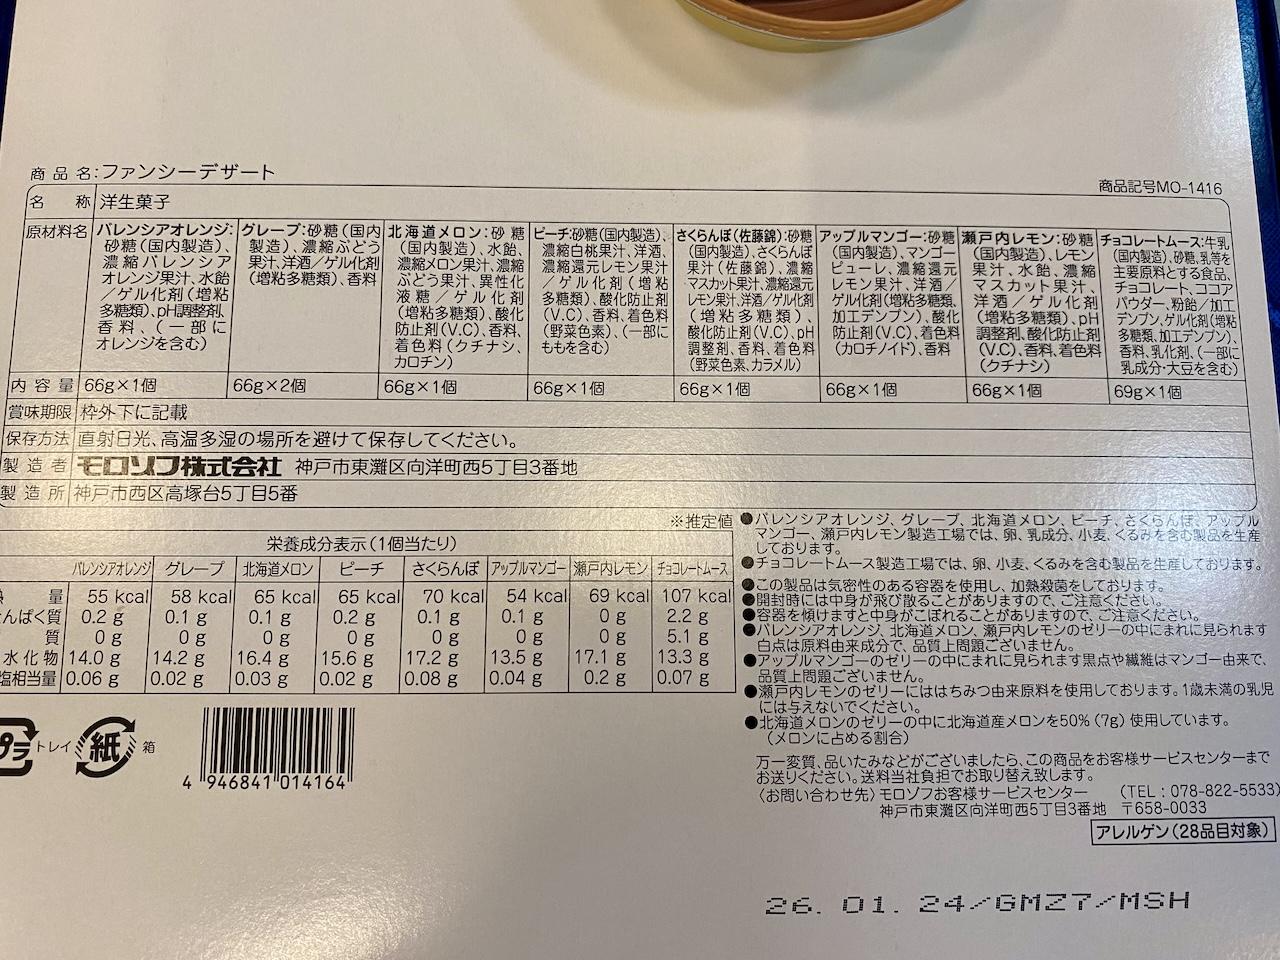 商品名:ファンシーデザート
商品記号MO-1416
名 称 洋生菓子
原材料名
バレンシアオレンジ:
砂糖(国内製造)、
濃縮バレンシア
オレンジ果汁、水飴
/ゲル化剤(増粘
多糖類)、pH調整剤、
香料、(一部に
オレンジを含む)
グレープ:砂糖(国内
製造)、濃縮ぶどう
果汁、洋酒/ゲル化剤
(増粘多糖類)、香料
北海道メロン:砂糖
(国内製造)、水飴、
濃縮メロン果汁、濃縮
ぶどう果汁、異性化
液糖/ゲル化剤
(増粘多糖類)、酸化
防止剤(V.C)、香料、
着色料(クチナシ、
カロチン)
ピーチ:砂糖(国内製造)、
濃縮白桃果汁、洋酒、
濃縮還元レモン果汁
/ゲル化剤(増粘
多糖類)、酸化防止剤
(V.C)、香料、着色料
(野菜色素)、(一部に
ももを含む)
さくらんぼ(佐藤錦):砂糖
(国内製造)、さくらんぼ
果汁(佐藤錦)、濃縮
マスカット果汁、濃縮還元
レモン果汁、洋酒/ゲル化剤
(増粘多糖類)、
酸化防止剤(V.C)、pH
調整剤、香料、着色料
(野菜色素、カラメル)
アップルマンゴー:砂糖
(国内製造)、マンゴー
ピューレ、濃縮還元
レモン果汁、洋酒/
ゲル化剤(増粘多糖類、
加工デンプン)、酸化
防止剤(V.C)、着色料
(カロチノイド)、香料
瀬戸内レモン:砂糖
(国内製造)、レモン
果汁、水飴、濃縮
マスカット果汁、
洋酒/ゲル化剤
(増粘多糖類)、pH
調整剤、酸化防止剤
(V.C)、香料、着色料
(クチナシ)
チョコレートムース:牛乳
(国内製造)、砂糖、乳等を
主要原料とする食品、
チョコレート、ココア
パウダー、粉飴/加工
デンプン、ゲル化剤(増粘
多糖類、加工デンプン)、
香料、乳化剤、(一部に
乳成分・大豆を含む)
内容量 66g×1個 66g×2個 66g×1個 66g×1個 66g×1個 66g×1個 66g×1個 69g×1個
賞味期限 枠外下に記載
保存方法 直射日光、高温多湿の場所を避けて保存してください。
製造者 モロゾフ株式会社 神戸市東灘区向洋町西5丁目3番地
製造所 神戸市西区高塚台5丁目5番
※推定値
栄養成分表示(1個当たり)
バレンシアオレンジ グレープ 北海道メロン ピーチ さくらんぼ アップルマンゴー 瀬戸内レモン チョコレートムース
量 55 kcal 58 kcal 65 kcal 65 kcal 70 kcal 54 kcal 69 kcal 107 kcal
んぱく質 0.2 g 0.1 g 0.1 g 0.2 g 0.1 g 0.1 g 0 g 2.2 g
質 0 g 0 g 0 g 0 g 0 g 0 g 0 g 5.1 g
水化物 14.0 g 14.2 g 16.4 g 15.6 g 17.2 g 13.5 g 17.1 g 13.3 g
塩相当量 0.06 g 0.02 g 0.03 g 0.02 g 0.08 g 0.04 g 0.2 g 0.07 g
プラ トレイ 紙 箱
4 946841 014164
●バレンシアオレンジ、グレープ、北海道メロン、ピーチ、さくらんぼ、アップル
マンゴー、瀬戸内レモン製造工場では、卵、乳成分、小麦、くるみを含む製品を生産
しております。
●チョコレートムース製造工場では、卵、小麦、くるみを含む製品を生産しております。
●この製品は気密性のある容器を使用し、加熱殺菌をしております。
●開封時には中身が飛び散ることがありますので、ご注意ください。
●容器を傾けますと中身がこぼれることがありますので、ご注意ください。
●バレンシアオレンジ、北海道メロン、瀬戸内レモンのゼリーの中にまれに見られます
白点は原料由来成分で、品質上問題ございません。
●アップルマンゴーのゼリーの中にまれに見られます黒点や繊維はマンゴー由来で、
品質上問題ございません。
●瀬戸内レモンのゼリーにははちみつ由来原料を使用しております。1歳未満の乳児
には与えないでください。
●北海道メロンのゼリーの中に北海道産メロンを50%(7g)使用しています。
(メロンに占める割合)
万一変質、品いたみなどがございましたら、この商品をお客様サービスセンターまで
お送りください。送料当社負担でお取り替え致します。
〈お問い合わせ先〉モロゾフお客様サービスセンター (TEL:078-822-5533)
神戸市東灘区向洋町西5丁目3番地 〒658-0033
アレルゲン(28品目対象)
26. 01. 24/GMZ7/MSH